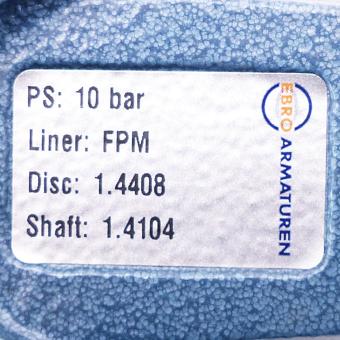 PS: 10 bar
Liner: FPM
Disc: 1.4408
Shaft: 1.4104
EBRO ARMATUREN